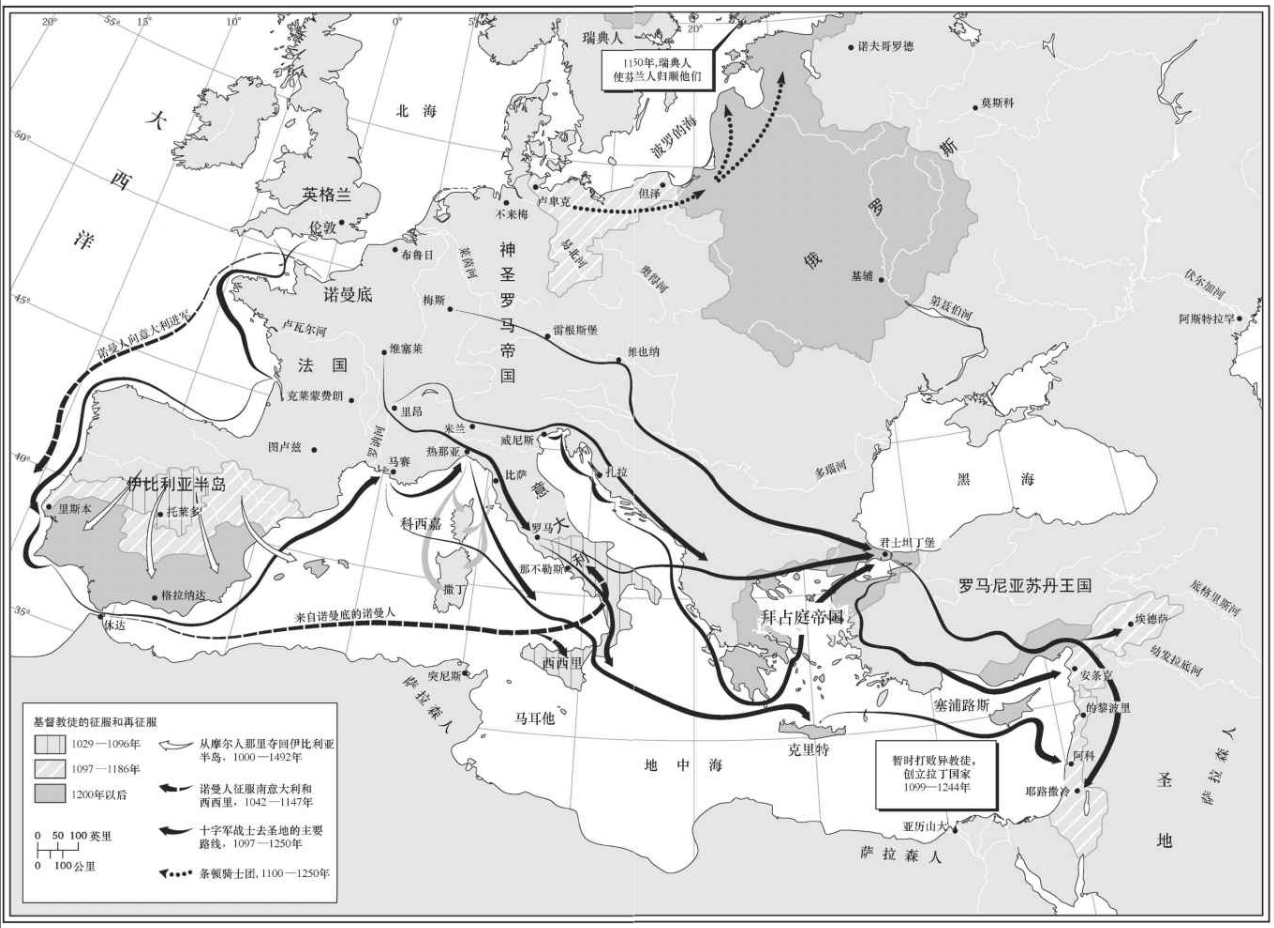 20°
55°
15°
10°
5°
0°
5°
20°
瑞典人
1150年,瑞典人
使芬兰人归顺他们
诺夫哥罗德
莫斯科
大
西
洋
北 海
波罗的海
50°
英格兰
伦敦
不来梅
卢卑克
但泽
俄
罗
斯
布鲁日
莱茵河
神圣罗马帝国
易北河
奥得河
基辅
第聂伯河
伏尔加河
阿斯特拉罕
45°
诺曼底
梅斯
雷根斯堡
维也纳
诺曼人向意大利进军
卢瓦尔河
维塞莱
法 国
克莱蒙费朗
里昂
米兰
威尼斯
图卢兹
热那亚
马赛
比萨
扎拉
多瑙河
黑 海
40°
伊比利亚半岛
里斯本
托莱多
科西嘉
意
大
利
罗马
那不勒斯
君士坦丁堡
罗马尼亚苏丹王国
底格里斯河
格拉纳达
撒丁
拜占庭帝国
埃德萨
35°
休达
来自诺曼底的诺曼人
西西里
幼发拉底河
安条克
突尼斯
萨拉森人
马耳他
塞浦路斯
的黎波里
克里特
地 中 海
阿科
暂时打败异教徒,
创立拉丁国家
1099—1244年
耶路撒冷
圣
地
萨拉森人
亚历山大
萨拉森人
基督教徒的征服和再征服
1029—1096年
1097—1186年
1200年以后
0 50 100 英里
0 100 公里
从摩尔人那里夺回伊比利亚
半岛，1000—1492年
诺曼人征服南意大利和
西西里，1042—1147年
十字军战士去圣地的主要
路线，1097—1250年
条顿骑士团，1100—1250年